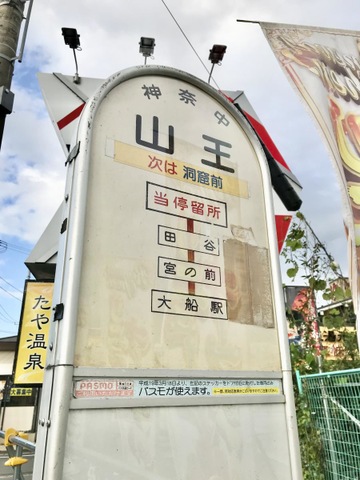 神奈中
山王
次は 洞窟前
当停留所
田谷
宮の前
大船駅
PASMO
パスモが使えます。
たや温泉